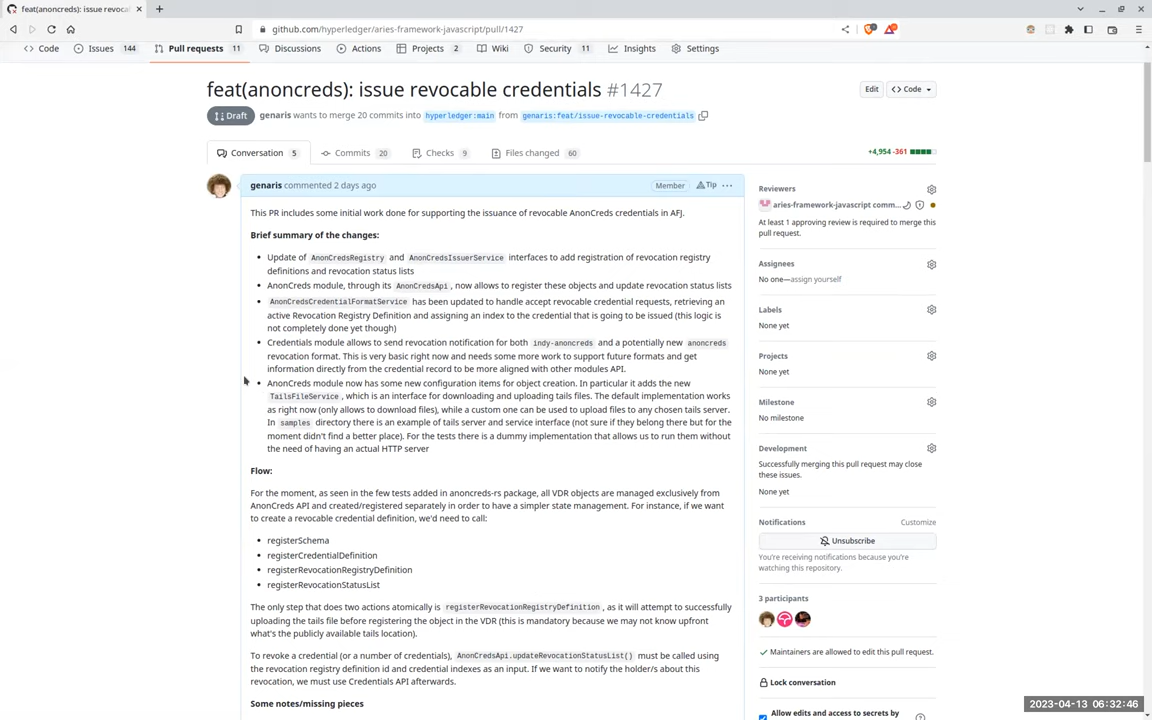 feat(anoncreds): issue revocab
github.com/hyperledger/aries-framework-javascript/pull/1427
Code
Issues 144
Pull requests 11
Discussions
Actions
Projects 2
Wiki
Security 11
Insights
Settings
feat(anoncreds): issue revocable credentials #1427
Edit
Code
Draft
genaris wants to merge 20 commits into hyperledger:main from genaris:feat/issue-revocable-credentials
Conversation 5
Commits 20
Checks 9
Files changed 60
+4,954 -361
genaris commented 2 days ago
Member
Tip
This PR includes some initial work done for supporting the issuance of revocable AnonCreds credentials in AFJ.
Brief summary of the changes:
Update of AnonCredsRegistry and AnonCredsIssuerService interfaces to add registration of revocation registry
definitions and revocation status lists
AnonCreds module, through its AnonCredsApi, now allows to register these objects and update revocation status lists
AnonCredsCredentialFormatService has been updated to handle accept revocable credential requests, retrieving an
active Revocation Registry Definition and assigning an index to the credential that is going to be issued (this logic is
not completely done yet though)
Credentials module allows to send revocation notification for both indy-anoncreds and a potentially new anoncreds
revocation format. This is very basic right now and needs some more work to support future formats and get
information directly from the credential record to be more aligned with other modules API.
AnonCreds module now has some new configuration items for object creation. In particular it adds the new
TailsFileService, which is an interface for downloading and uploading tails files. The default implementation works
as right now (only allows to download files), while a custom one can be used to upload files to any chosen tails server.
In samples directory there is an example of tails server and service interface (not sure if they belong there but for the
moment didn't find a better place). For the tests there is a dummy implementation that allows us to run them without
the need of having an actual HTTP server
Flow:
For the moment, as seen in the few tests added in anoncreds-rs package, all VDR objects are managed exclusively from
AnonCreds API and created/registered separately in order to have a simpler state management. For instance, if we want
to create a revocable credential definition, we'd need to call:
registerSchema
registerCredentialDefinition
registerRevocationRegistryDefinition
registerRevocationStatusList
The only step that does two actions atomically is registerRevocationRegistryDefinition, as it will attempt to successfully
uploading the tails file before registering the object in the VDR (this is mandatory because we may not know upfront
what's the publicly available tails location).
To revoke a credential (or a number of credentials), AnonCredsApi.updateRevocationStatusList() must be called using
the revocation registry definition id and credential indexes as an input. If we want to notify the holder/s about this
revocation, we must use Credentials API afterwards.
Some notes/missing pieces
Reviewers
aries-framework-javascript comm...
At least 1 approving review is required to merge this
pull request.
Assignees
No one—assign yourself
Labels
None yet
Projects
None yet
Milestone
No milestone
Development
Successfully merging this pull request may close
these issues.
None yet
Notifications
Customize
Unsubscribe
You're receiving notifications because you're
watching this repository.
3 participants
Maintainers are allowed to edit this pull request.
Lock conversation
Allow edits and access to secrets by
2023-04-13 06:32:46